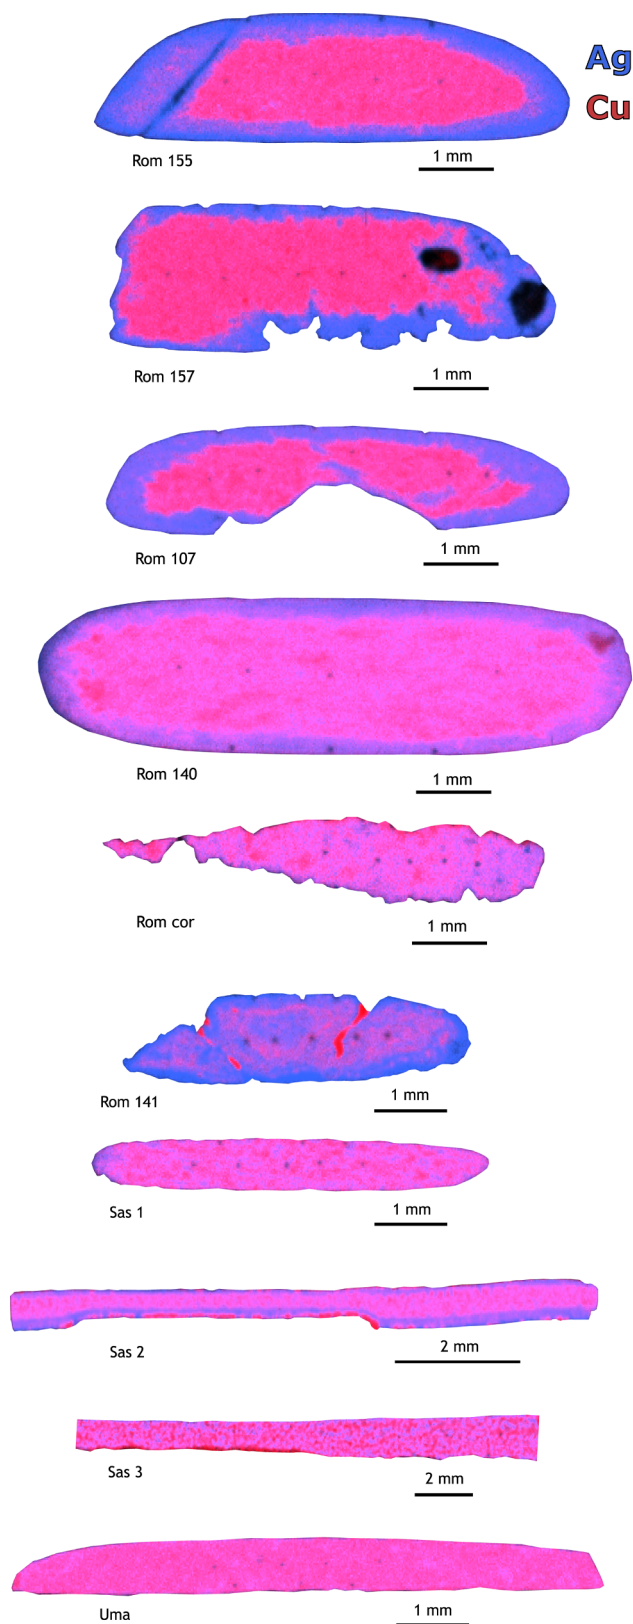 Ag
Cu
Rom 155
1 mm
Rom 157
1 mm
Rom 107
1 mm
Rom 140
1 mm
Rom cor
1 mm
Rom 141
1 mm
Sas 1
1 mm
Sas 2
2 mm
Sas 3
2 mm
Uma
1 mm